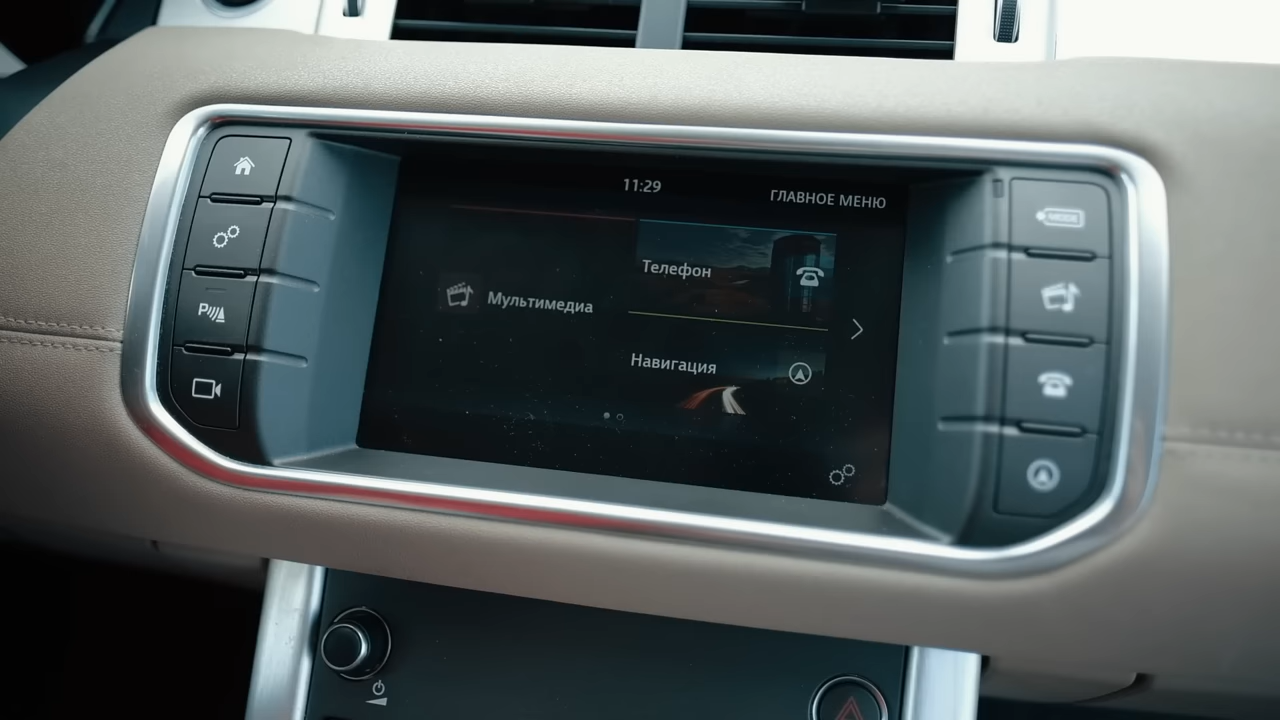 11:29
ГЛАВНОЕ МЕНЮ
Телефон
Мультимедиа
Навигация
MODE
P